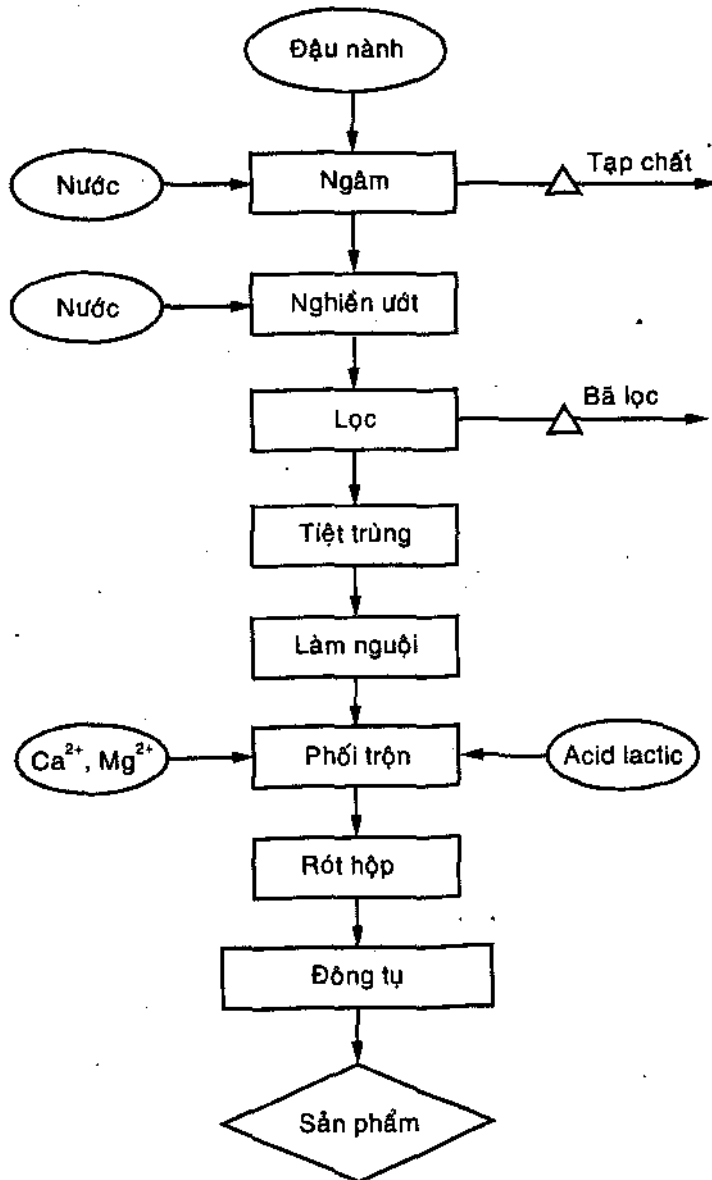 Đậu nành
Nước
Ngâm
Tạp chất
Nước
Nghiền ướt
Lọc
Bã lọc
Tiệt trùng
Làm nguội
Ca²⁺, Mg²⁺
Phối trộn
Acid lactic
Rót hộp
Đông tụ
Sản phẩm